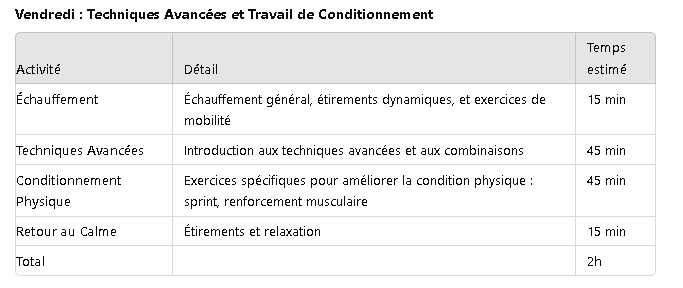 Vendredi : Techniques Avancées et Travail de Conditionnement
Temps
Activité Détail estimé
Échauffement Échauffement général, étirements dynamiques, et exercices de 15 min
mobilité
Techniques Avancées Introduction aux techniques avancées et aux combinaisons 45 min
Conditionnement Exercices spécifiques pour améliorer la condition physique : 45 min
Physique sprint, renforcement musculaire
Retour au Calme Étirements et relaxation 15 min
Total 2h